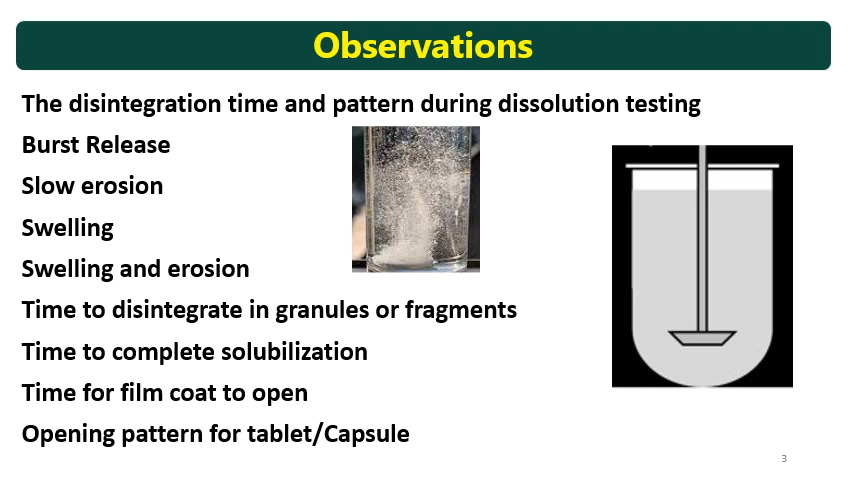 Observations
The disintegration time and pattern during dissolution testing
Burst Release
Slow erosion
Swelling
Swelling and erosion
Time to disintegrate in granules or fragments
Time to complete solubilization
Time for film coat to open
Opening pattern for tablet/Capsule
3